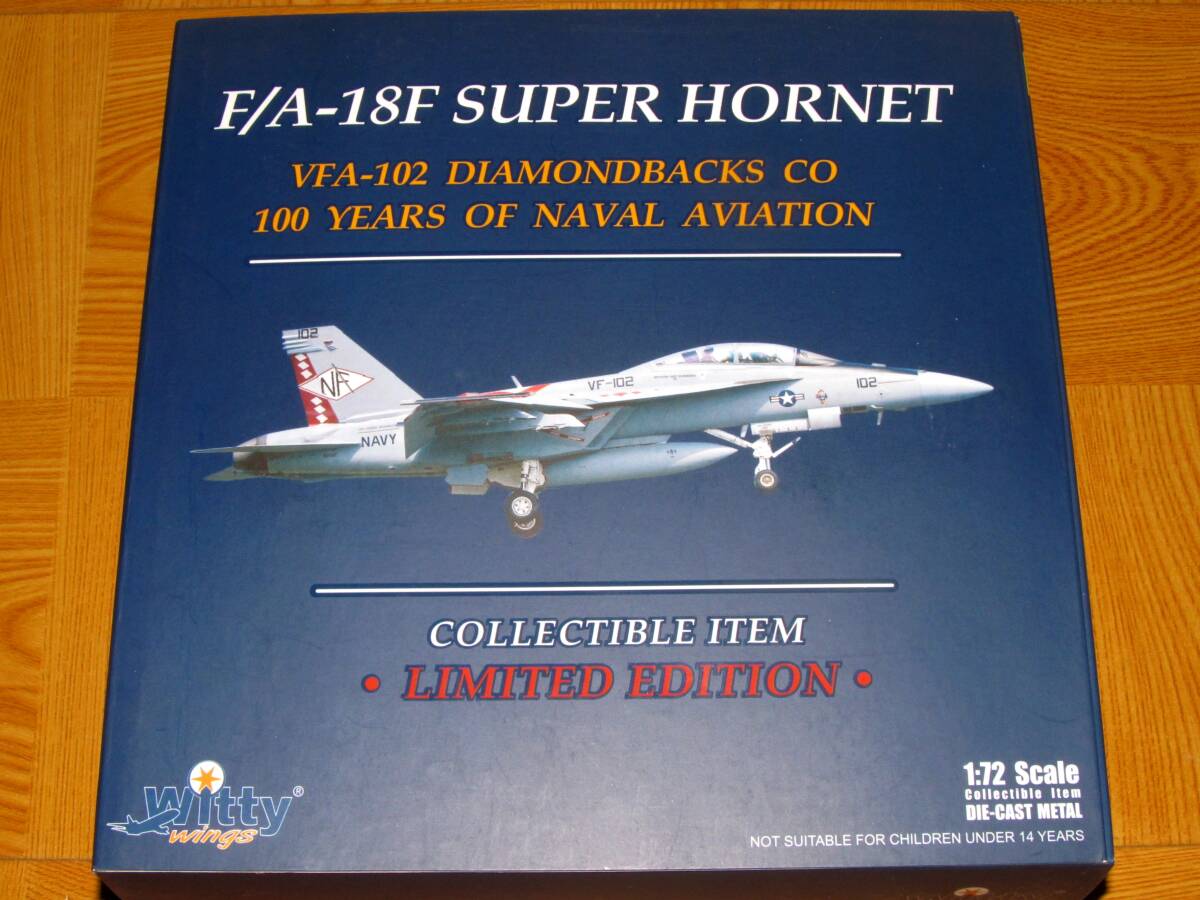 F/A-18F SUPER HORNET
VFA-102 DIAMONDBACKS CO
100 YEARS OF NAVAL AVIATION
102
NF
NAVY
VF-102
102
COLLECTIBLE ITEM
• LIMITED EDITION •
Witty®
wings
1:72 Scale
Collectible Item
DIE-CAST METAL
NOT SUITABLE FOR CHILDREN UNDER 14 YEARS